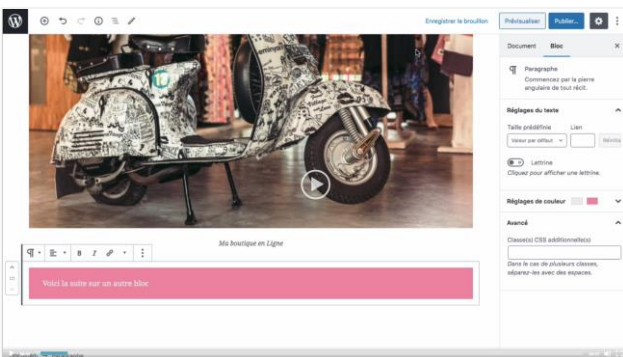 Enregistrer le brouillon
Prévisualiser
Publier...
Document
Bloc
Paragraphe
Commencez par la pierre
angulaire de tout récit.
Réglages du texte
Taille prédéfinie
Lien
Valeur par défaut
Lettrine
Cliquez pour afficher une lettrine.
Réglages de couleur
Avancé
Classe(s) CSS additionnelle(s)
Dans le cas de plusieurs classes,
séparez-les avec des espaces.
Ma boutique en Ligne
B I
Voici la suite sur un autre bloc